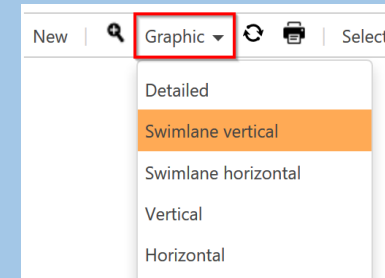 New Graphic Select
Detailed
Swimlane vertical
Swimlane horizontal
Vertical
Horizontal